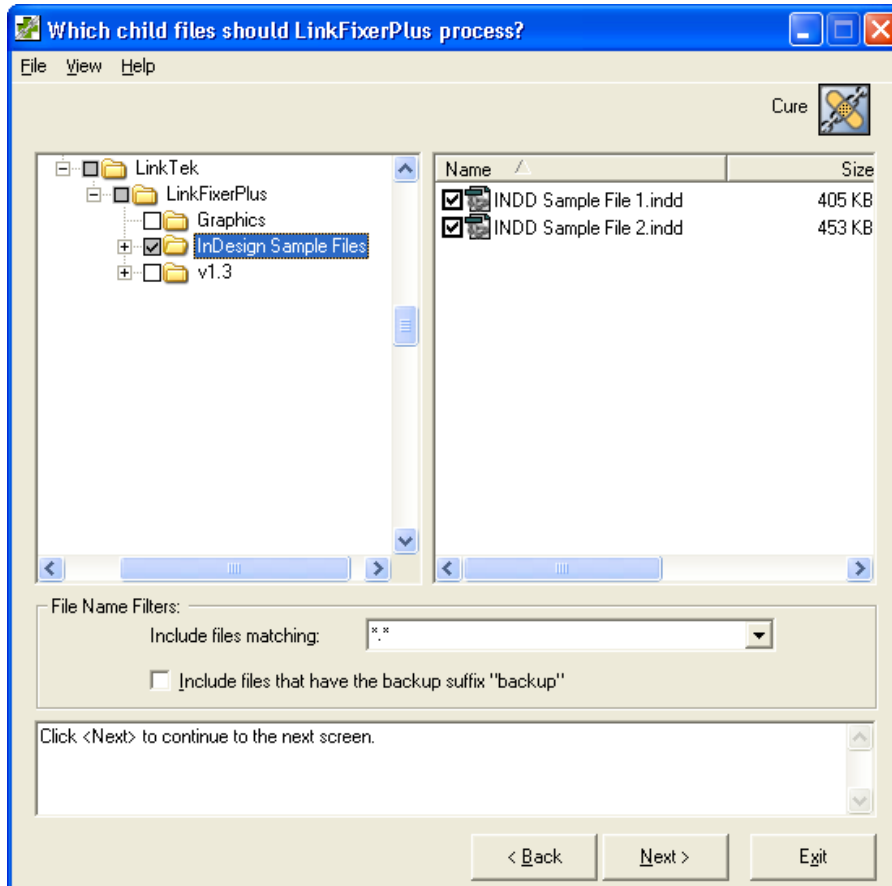 Which child files should LinkFixerPlus process?
File View Help
Cure
LinkTek
LinkFixerPlus
Graphics
InDesign Sample Files
v1.3
Name Size
INDD Sample File 1.indd 405 KB
INDD Sample File 2.indd 453 KB
File Name Filters:
Include files matching: *.*
Include files that have the backup suffix "backup"
Click <Next> to continue to the next screen.
< Back Next > Exit